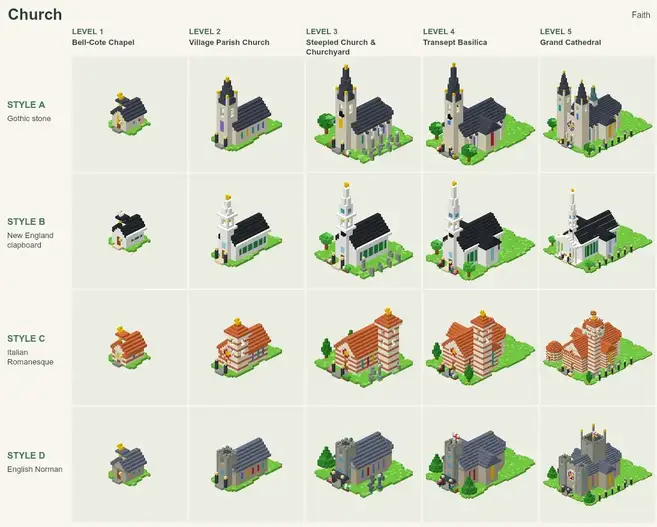 Church
Faith
LEVEL 1
Bell-Cote Chapel
LEVEL 2
Village Parish Church
LEVEL 3
Steepled Church &
Churchyard
LEVEL 4
Transept Basilica
LEVEL 5
Grand Cathedral
STYLE A
Gothic stone
STYLE B
New England
clapboard
STYLE C
Italian
Romanesque
STYLE D
English Norman